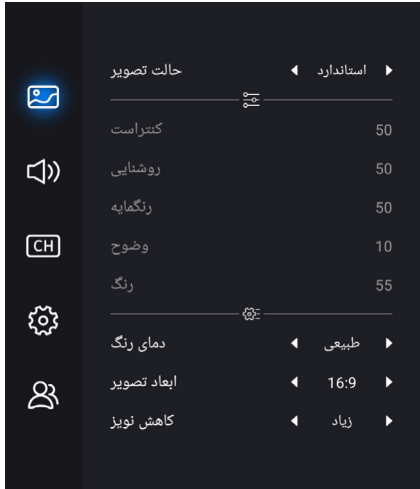 حالت تصویر استاندارد
کنتراست 50
روشنایی 50
رنگمایه 50
وضوح 10
رنگ 55
CH
دمای رنگ طبیعی
ابعاد تصویر 16:9
کاهش نویز زیاد